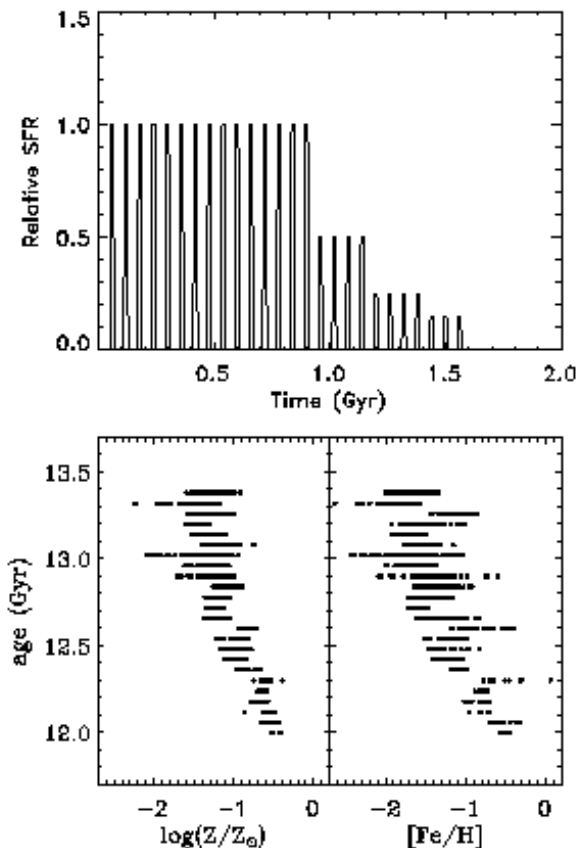 1.5
1.0
0.5
0.0
Relative SFR
0.5 1.0 1.5 2.0
Time (Gyr)
13.5
13.0
12.5
12.0
age (Gyr)
−2 −1 0 −2 −1 0
log(Z/Z⊙) [Fe/H]